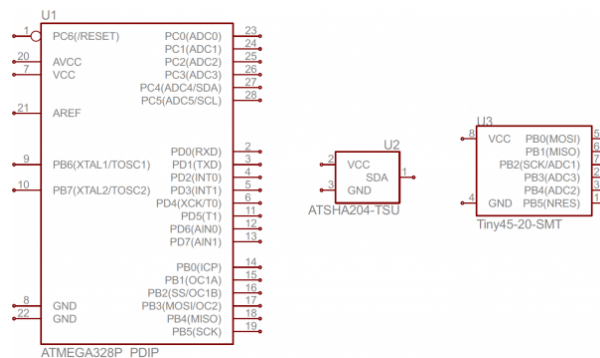 U1
1 PC6(/RESET) PC0(ADC0) 23
PC1(ADC1) 24
20 AVCC PC2(ADC2) 25
7 VCC PC3(ADC3) 26
PC4(ADC4/SDA) 27
PC5(ADC5/SCL) 28
21 AREF
PD0(RXD) 2
9 PB6(XTAL1/TOSC1) PD1(TXD) 3
PD2(INT0) 4
10 PB7(XTAL2/TOSC2) PD3(INT1) 5
PD4(XCK/T0) 6
PD5(T1) 11
PD6(AIN0) 12
PD7(AIN1) 13
PB0(ICP) 14
PB1(OC1A) 15
PB2(SS/OC1B) 16
8 GND PB3(MOSI/OC2) 17
22 GND PB4(MISO) 18
PB5(SCK) 19
ATMEGA328P_PDIP
U2
2 VCC
SDA 1
3 GND
ATSHA204-TSU
U3
8 VCC PB0(MOSI) 5
PB1(MISO) 6
PB2(SCK/ADC1) 7
PB3(ADC3) 2
PB4(ADC2) 3
4 GND PB5(NRES) 1
Tiny45-20-SMT